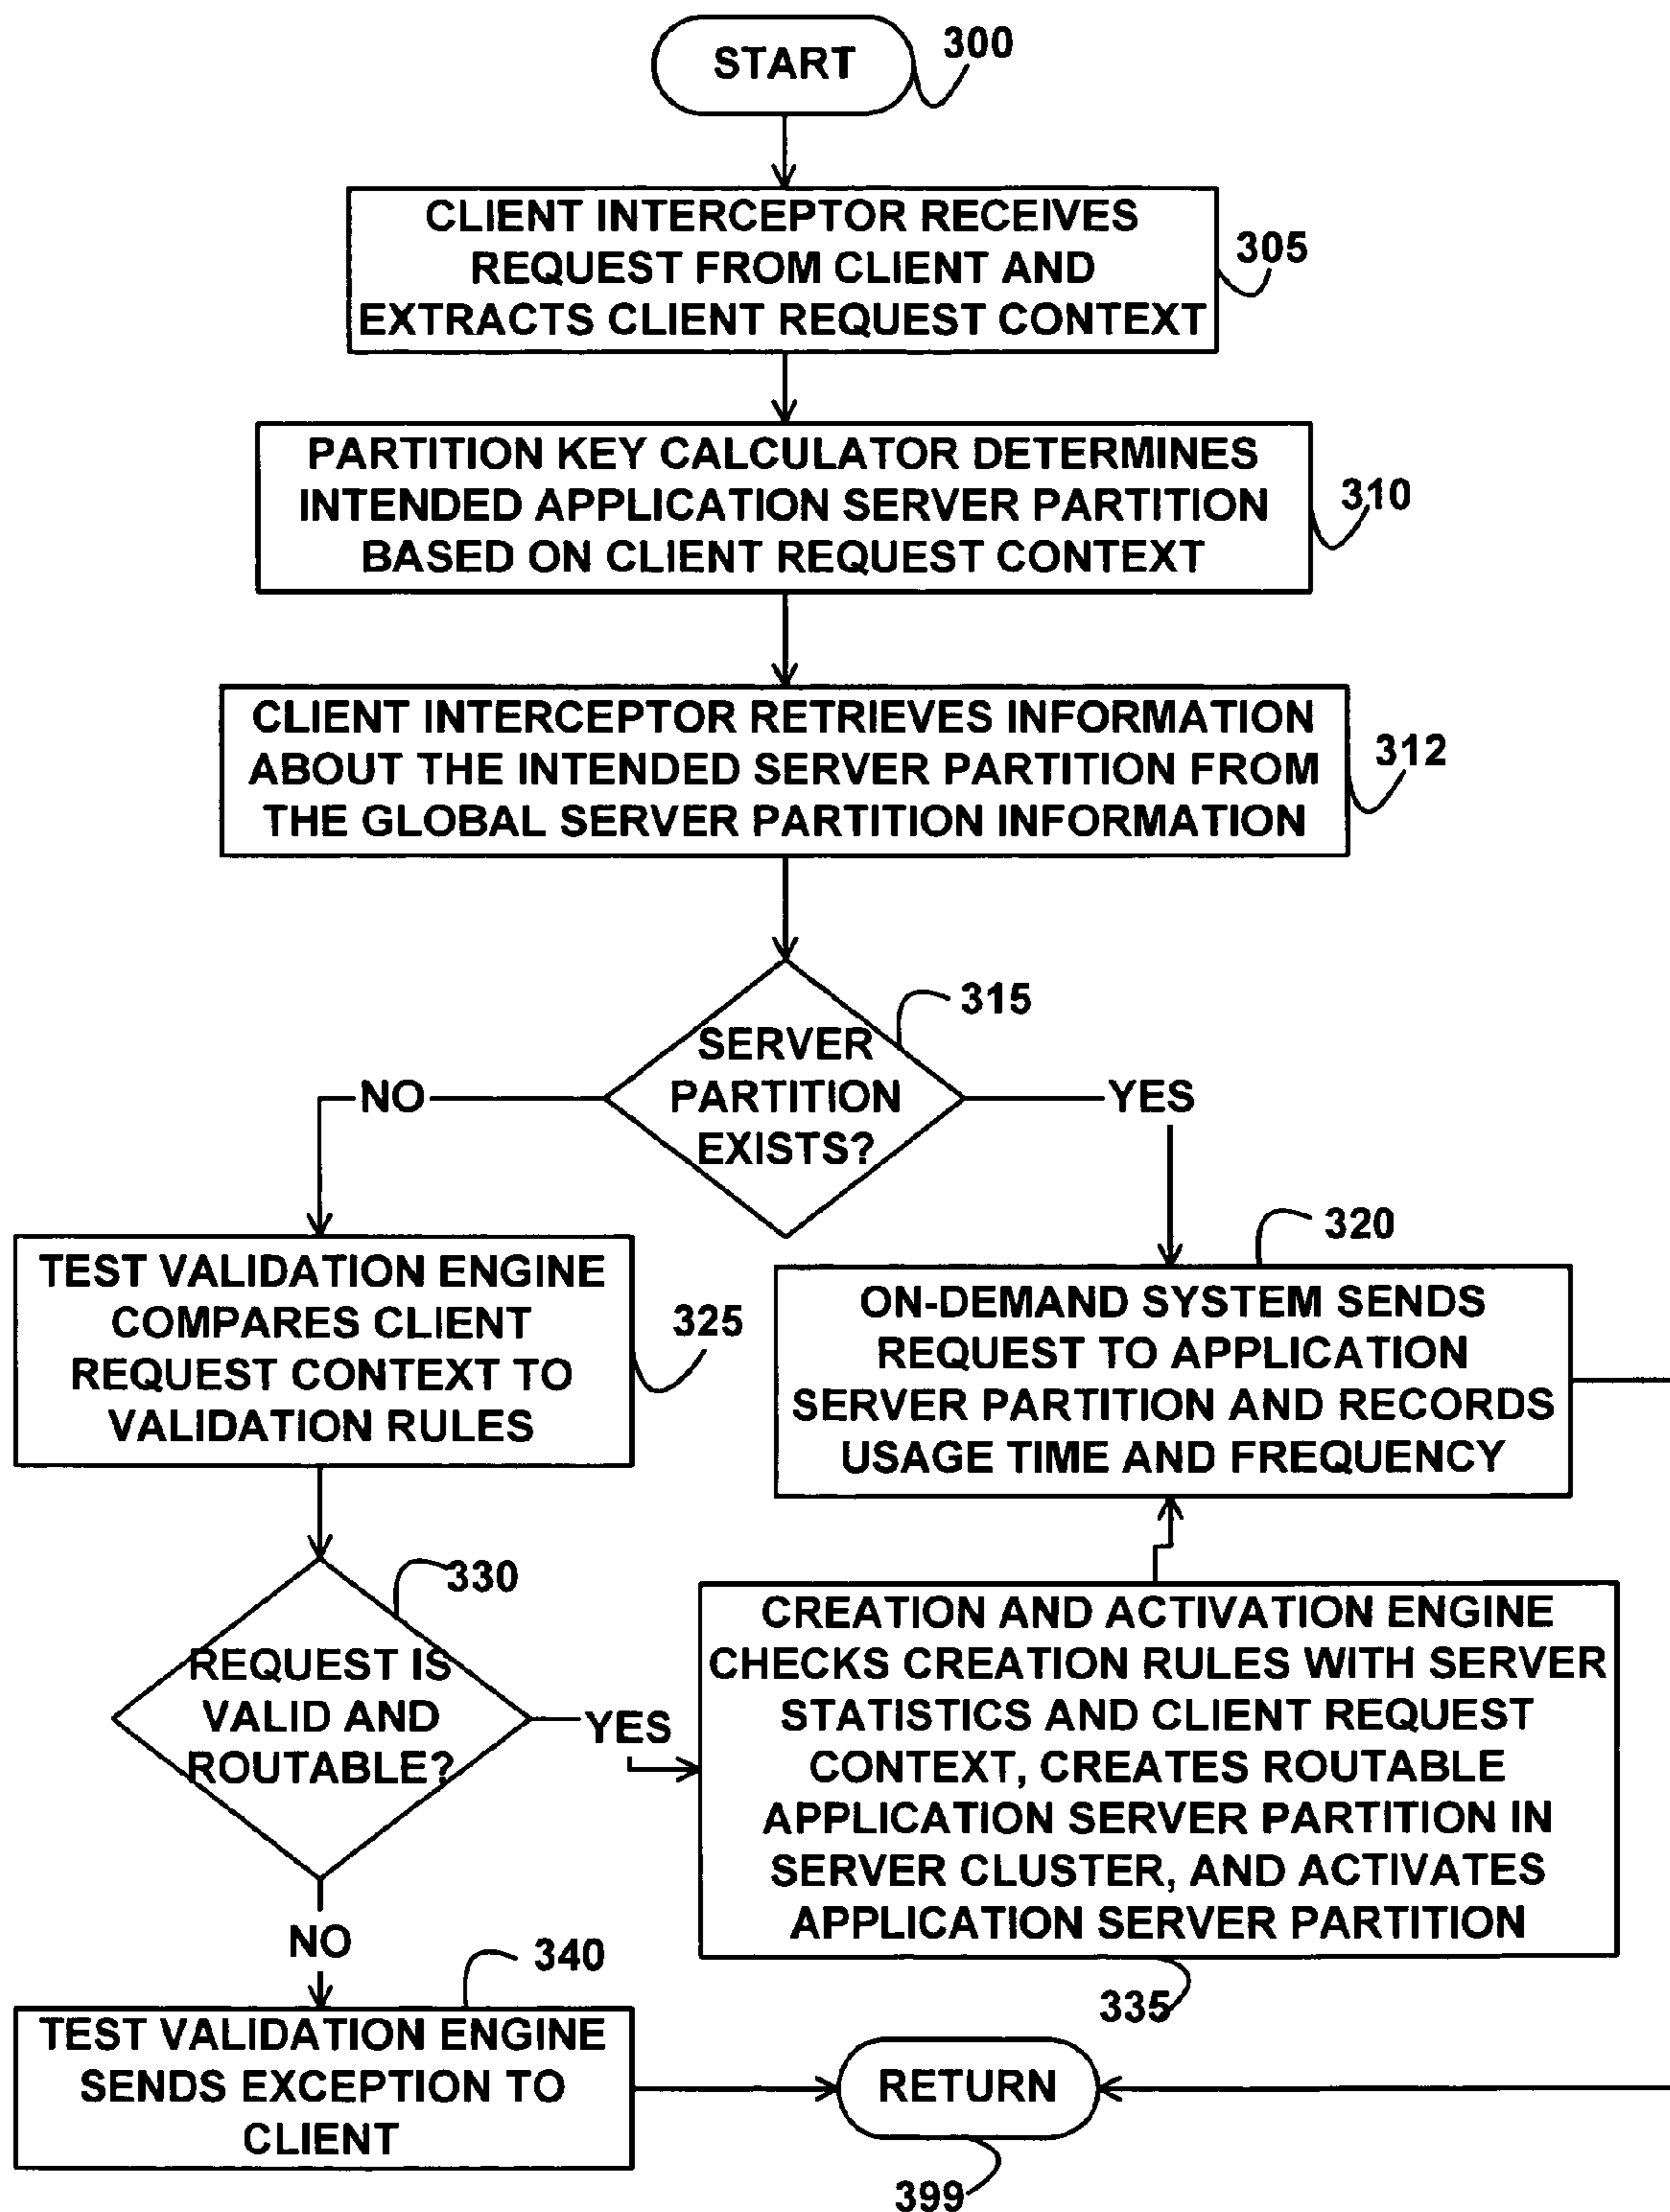 START
300
CLIENT INTERCEPTOR RECEIVES
REQUEST FROM CLIENT AND
EXTRACTS CLIENT REQUEST CONTEXT
305
PARTITION KEY CALCULATOR DETERMINES
INTENDED APPLICATION SERVER PARTITION
BASED ON CLIENT REQUEST CONTEXT
310
CLIENT INTERCEPTOR RETRIEVES INFORMATION
ABOUT THE INTENDED SERVER PARTITION FROM
THE GLOBAL SERVER PARTITION INFORMATION
312
SERVER
PARTITION
EXISTS?
315
NO
YES
TEST VALIDATION ENGINE
COMPARES CLIENT
REQUEST CONTEXT TO
VALIDATION RULES
325
ON-DEMAND SYSTEM SENDS
REQUEST TO APPLICATION
SERVER PARTITION AND RECORDS
USAGE TIME AND FREQUENCY
320
REQUEST IS
VALID AND
ROUTABLE?
330
YES
NO
CREATION AND ACTIVATION ENGINE
CHECKS CREATION RULES WITH SERVER
STATISTICS AND CLIENT REQUEST
CONTEXT, CREATES ROUTABLE
APPLICATION SERVER PARTITION IN
SERVER CLUSTER, AND ACTIVATES
APPLICATION SERVER PARTITION
335
TEST VALIDATION ENGINE
SENDS EXCEPTION TO
CLIENT
340
RETURN
399